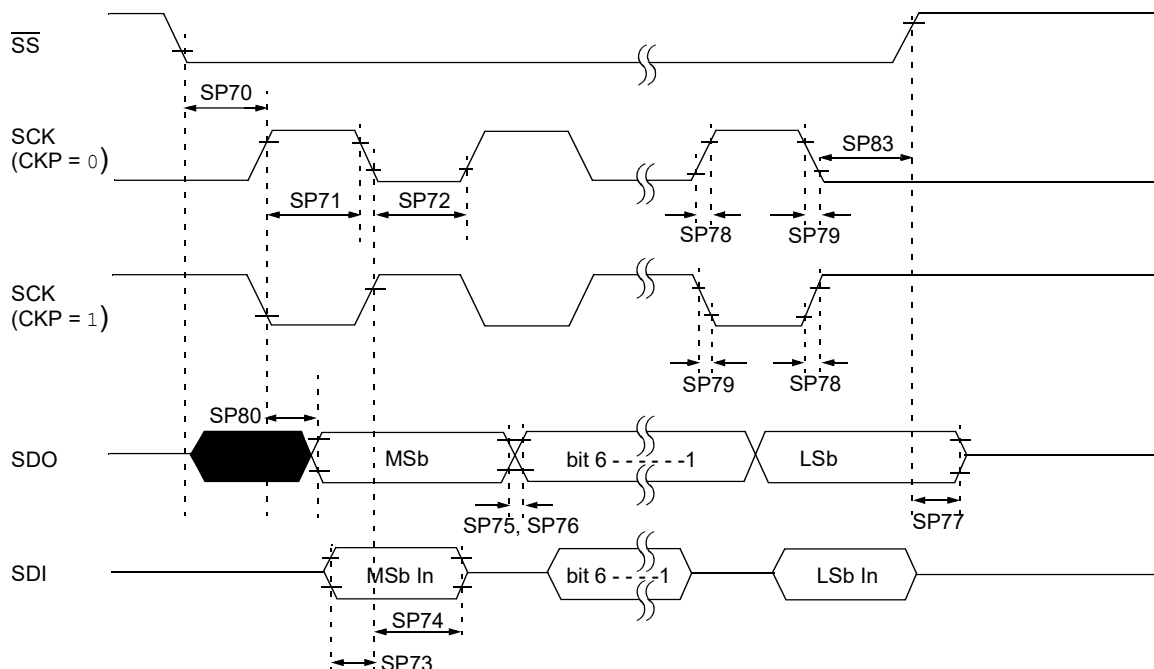 SS
SP70
SCK
(CKP = 0)
SP83
SP71
SP72
SP78
SP79
SCK
(CKP = 1)
SP79
SP78
SP80
SDO
MSb
bit 6 - - - - - -1
LSb
SP75, SP76
SP77
SDI
MSb In
bit 6 - - - -1
LSb In
SP74
SP73